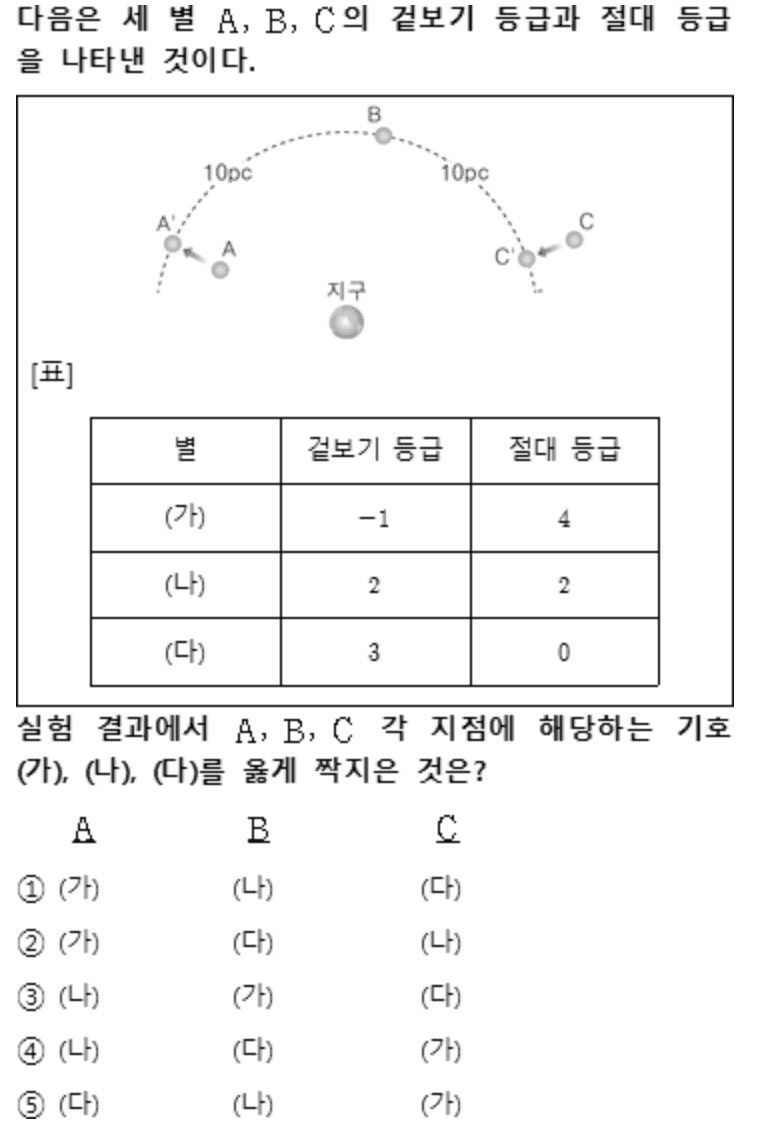 다음은 세 별 A, B, C의 겉보기 등급과 절대 등급
을 나타낸 것이다.
B
10pc 10pc
A' A C
C'
지구
[표]
별 겉보기 등급 절대 등급
(가) −1 4
(나) 2 2
(다) 3 0
실험 결과에서 A, B, C 각 지점에 해당하는 기호
(가), (나), (다)를 옳게 짝지은 것은?
A B C
① (가) (나) (다)
② (가) (다) (나)
③ (나) (가) (다)
④ (나) (다) (가)
⑤ (다) (나) (가)